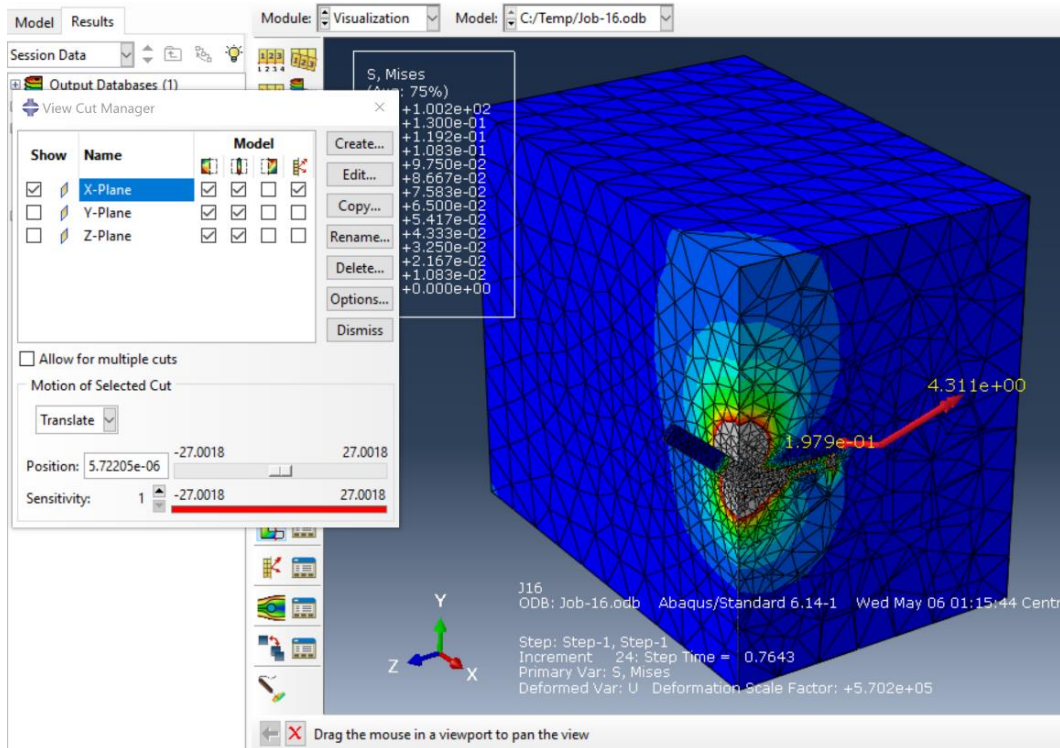 Model Results Module: Visualization Model: C:/Temp/Job-16.odb
Session Data
Output Databases (1)
View Cut Manager
Show Name Model
X-Plane
Y-Plane
Z-Plane
Create...
Edit...
Copy...
Rename...
Delete...
Options...
Dismiss
Allow for multiple cuts
Motion of Selected Cut
Translate
Position: 5.72205e-06 -27.0018 27.0018
Sensitivity: 1 -27.0018 27.0018
S, Mises
(Avg: 75%)
+1.002e+02
+1.300e-01
+1.192e-01
+1.083e-01
+9.750e-02
+8.667e-02
+7.583e-02
+6.500e-02
+5.417e-02
+4.333e-02
+3.250e-02
+2.167e-02
+1.083e-02
+0.000e+00
4.311e+00
1.979e-01
J16
ODB: Job-16.odb Abaqus/Standard 6.14-1 Wed May 06 01:15:44 Centr
Step: Step-1, Step-1
Increment 24: Step Time = 0.7643
Primary Var: S, Mises
Deformed Var: U Deformation Scale Factor: +5.702e+05
Y
Z
X
Drag the mouse in a viewport to pan the view